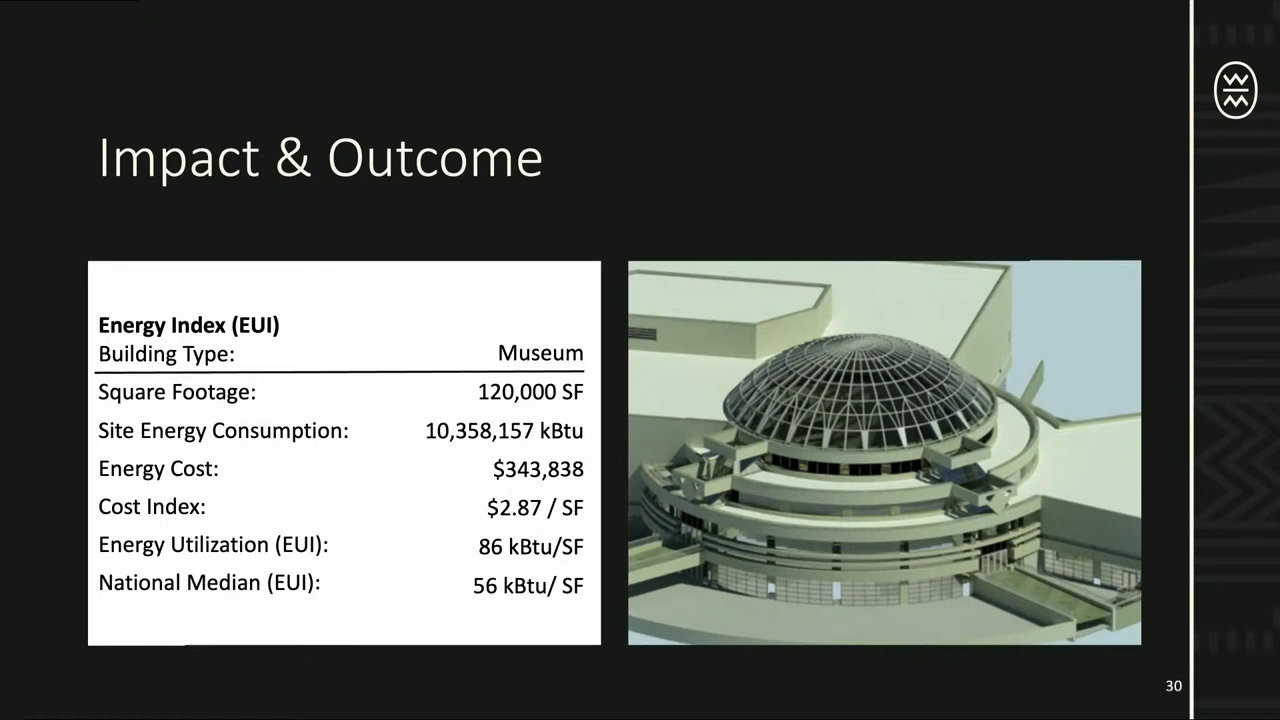 Impact & Outcome
Energy Index (EUI)
Building Type: Museum
Square Footage: 120,000 SF
Site Energy Consumption: 10,358,157 kBtu
Energy Cost: $343,838
Cost Index: $2.87 / SF
Energy Utilization (EUI): 86 kBtu/SF
National Median (EUI): 56 kBtu/ SF
30